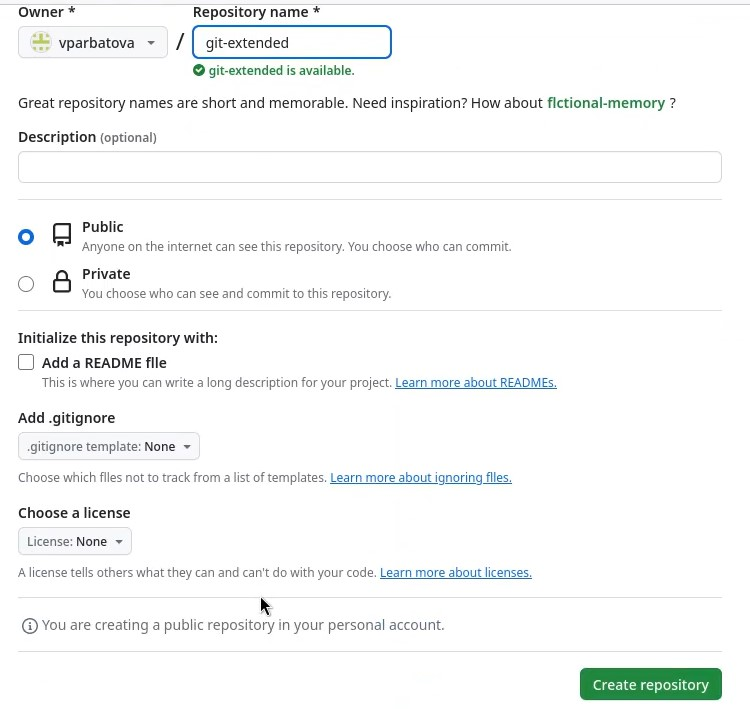 Owner * Repository name *
vparbatova / git-extended
git-extended is available.
Great repository names are short and memorable. Need inspiration? How about fictional-memory ?
Description (optional)
Public
Anyone on the internet can see this repository. You choose who can commit.
Private
You choose who can see and commit to this repository.
Initialize this repository with:
Add a README file
This is where you can write a long description for your project. Learn more about READMEs.
Add .gitignore
.gitignore template: None
Choose which files not to track from a list of templates. Learn more about ignoring files.
Choose a license
License: None
A license tells others what they can and can't do with your code. Learn more about licenses.
You are creating a public repository in your personal account.
Create repository